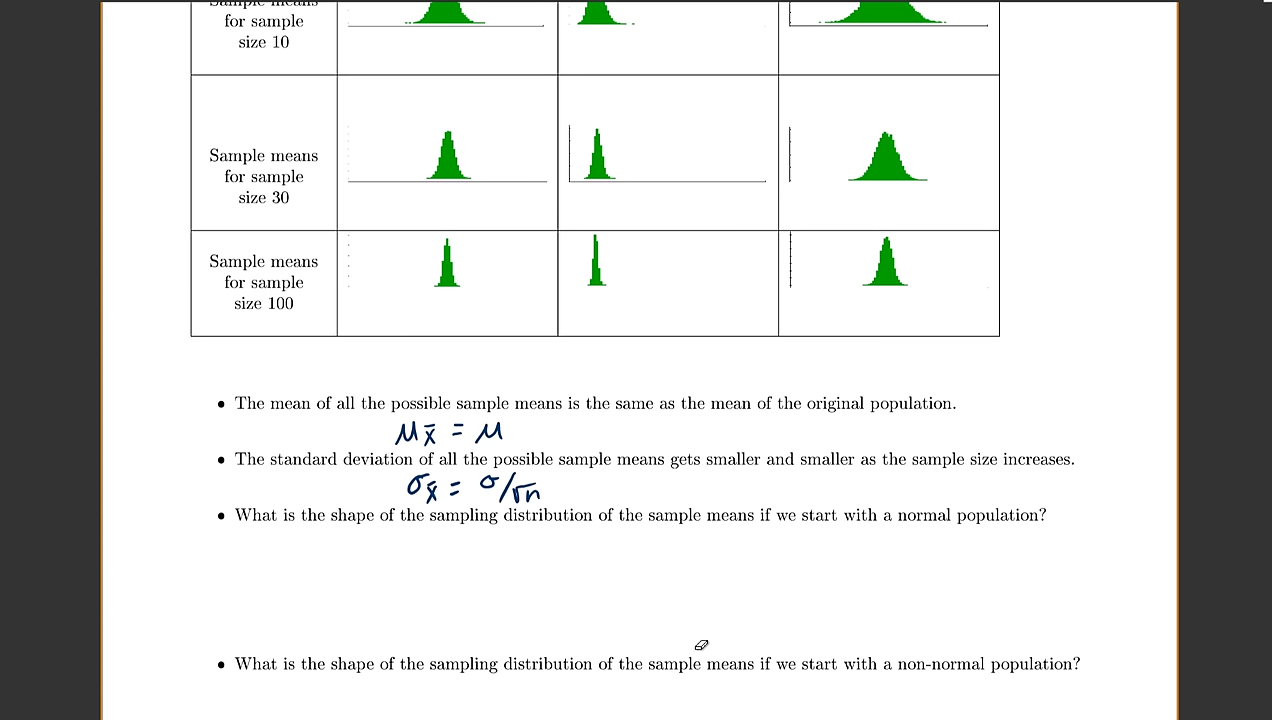 Sample means
for sample
size 10
Sample means
for sample
size 30
Sample means
for sample
size 100
• The mean of all the possible sample means is the same as the mean of the original population.
μx̄ = μ
• The standard deviation of all the possible sample means gets smaller and smaller as the sample size increases.
σx̄ = σ/√n
• What is the shape of the sampling distribution of the sample means if we start with a normal population?
• What is the shape of the sampling distribution of the sample means if we start with a non-normal population?